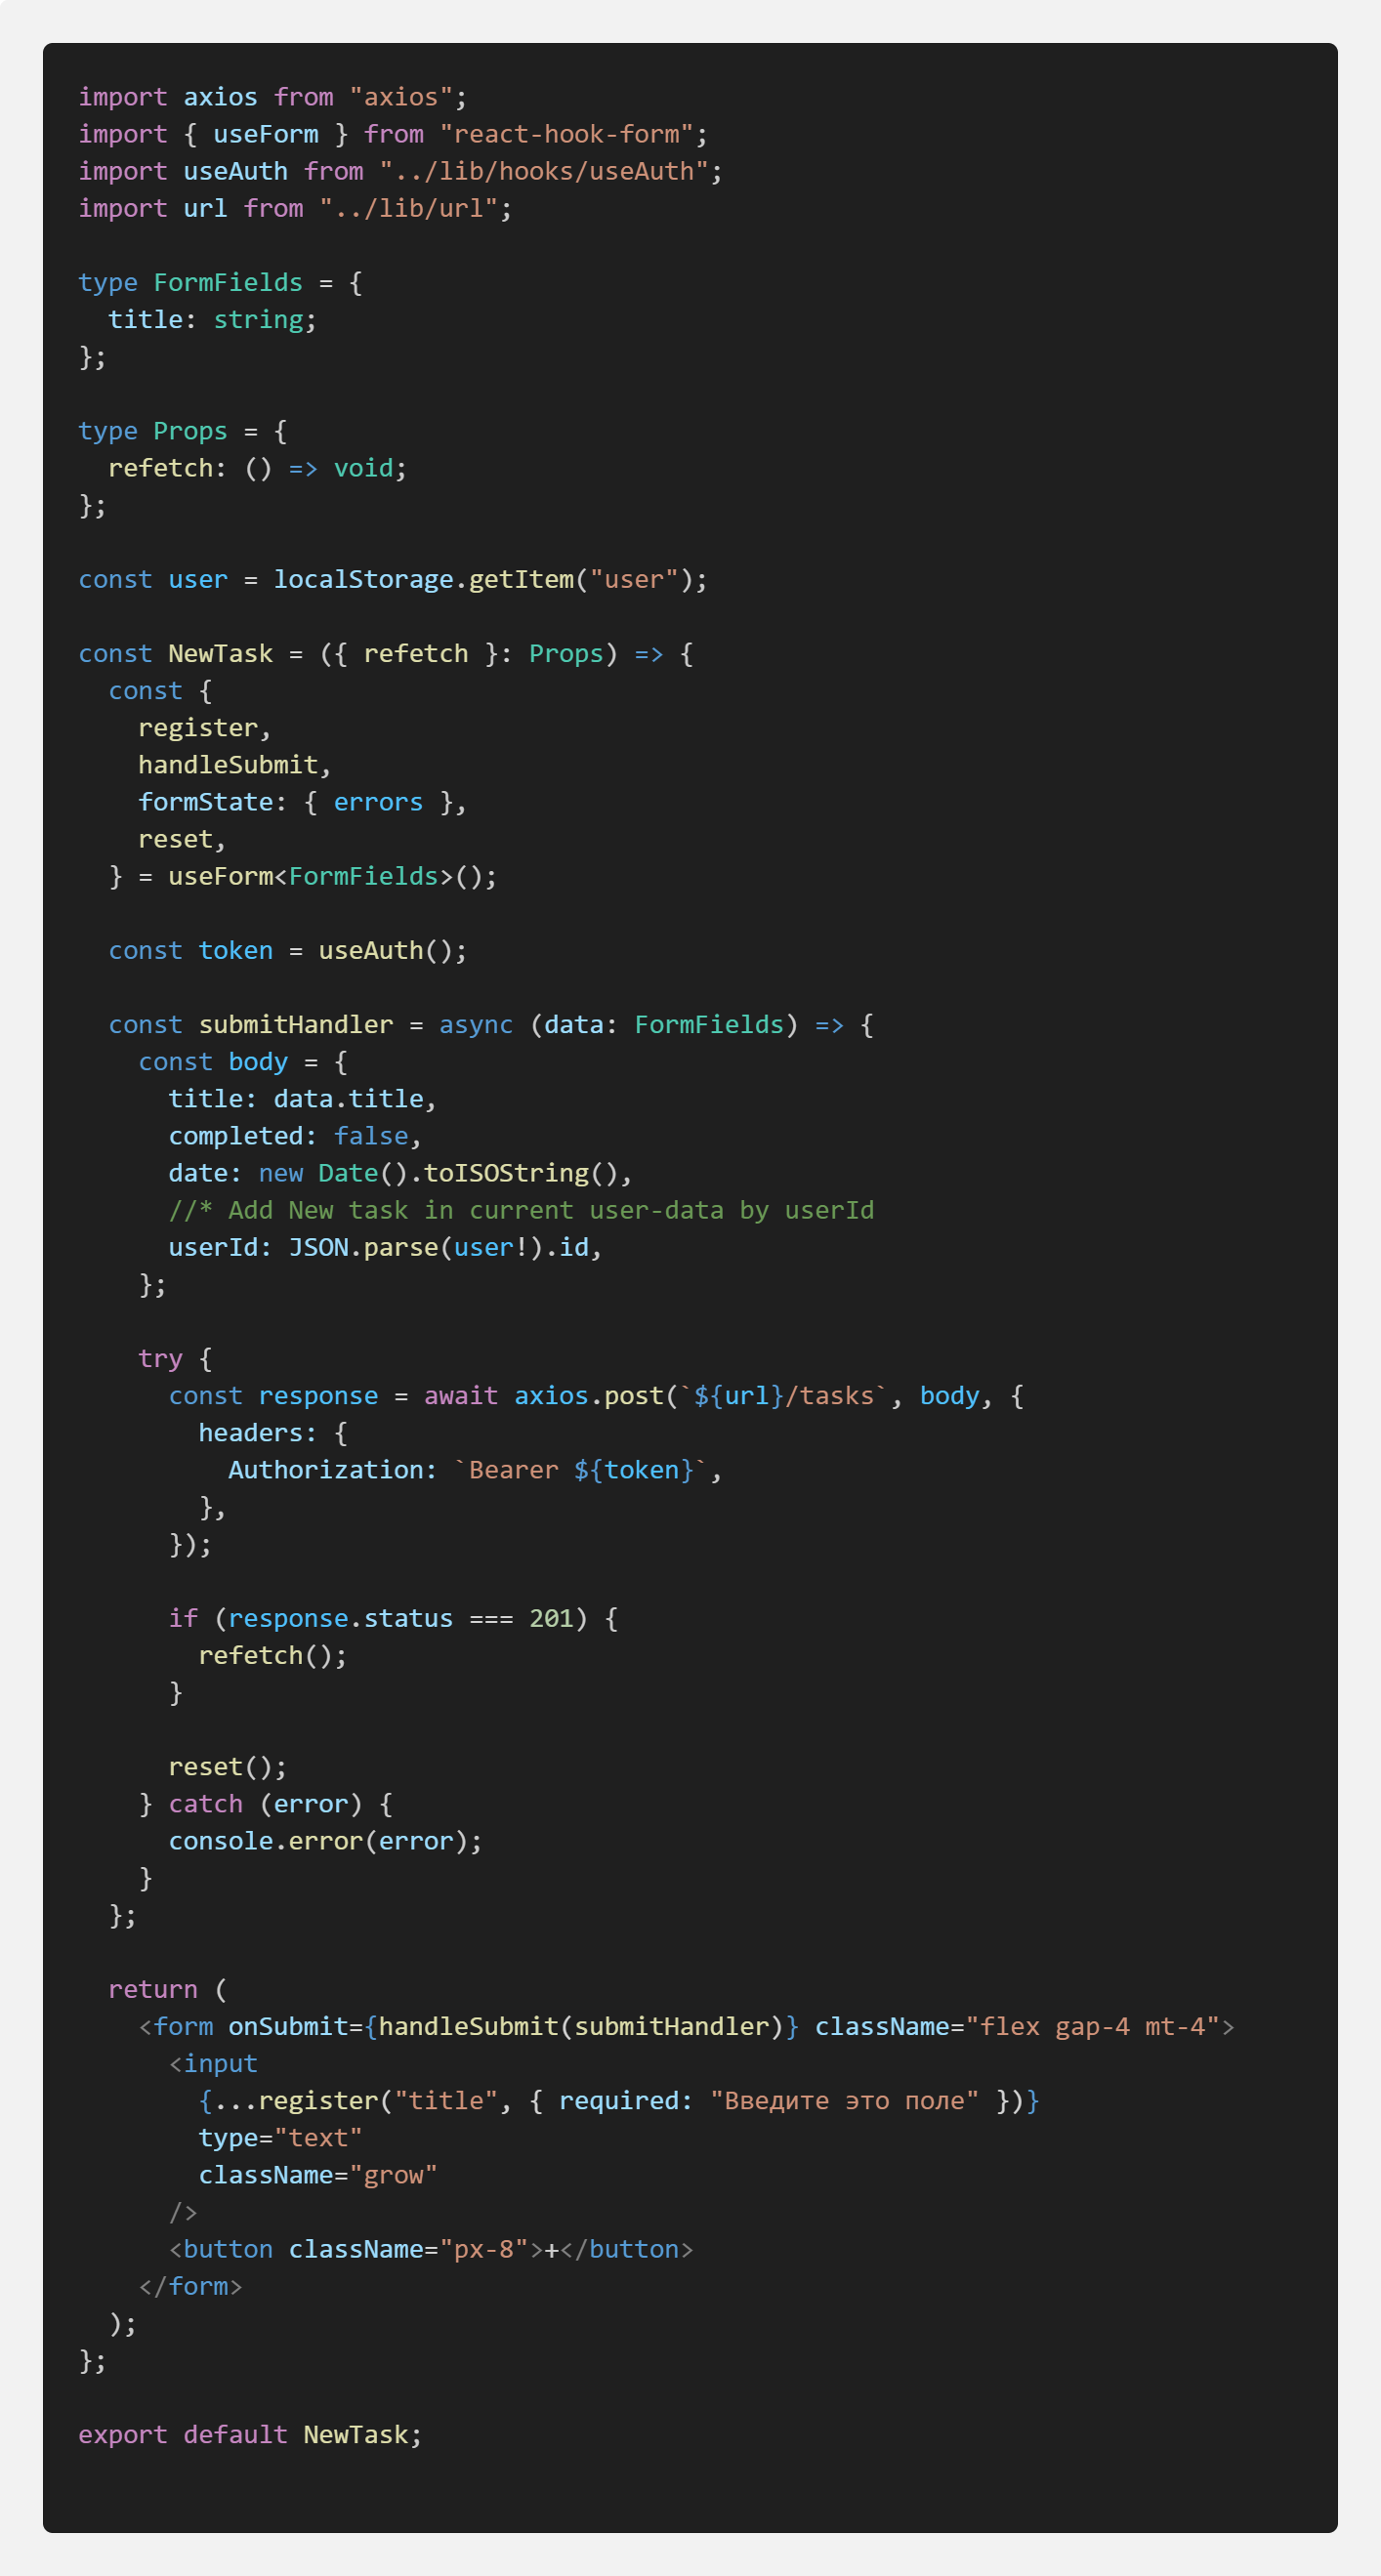 import axios from "axios";
import { useForm } from "react-hook-form";
import useAuth from "../lib/hooks/useAuth";
import url from "../lib/url";

type FormFields = {
  title: string;
};

type Props = {
  refetch: () => void;
};

const user = localStorage.getItem("user");

const NewTask = ({ refetch }: Props) => {
  const {
    register,
    handleSubmit,
    formState: { errors },
    reset,
  } = useForm<FormFields>();

  const token = useAuth();

  const submitHandler = async (data: FormFields) => {
    const body = {
      title: data.title,
      completed: false,
      date: new Date().toISOString(),
      //* Add New task in current user-data by userId
      userId: JSON.parse(user!).id,
    };

    try {
      const response = await axios.post(`${url}/tasks`, body, {
        headers: {
          Authorization: `Bearer ${token}`,
        },
      });

      if (response.status === 201) {
        refetch();
      }

      reset();
    } catch (error) {
      console.error(error);
    }
  };

  return (
    <form onSubmit={handleSubmit(submitHandler)} className="flex gap-4 mt-4">
      <input
        {...register("title", { required: "Введите это поле" })}
        type="text"
        className="grow"
      />
      <button className="px-8">+</button>
    </form>
  );
};

export default NewTask;